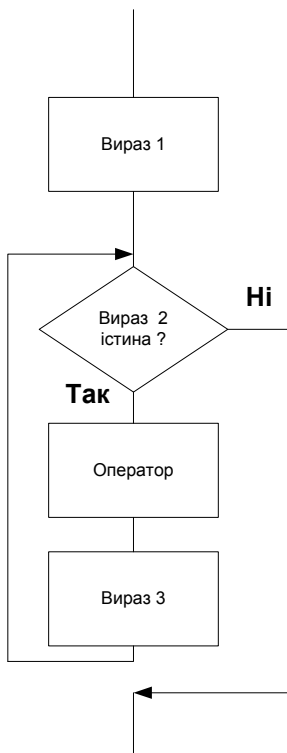 Вираз 1
Ні
Вираз 2
істина ?
Так
Оператор
Вираз 3